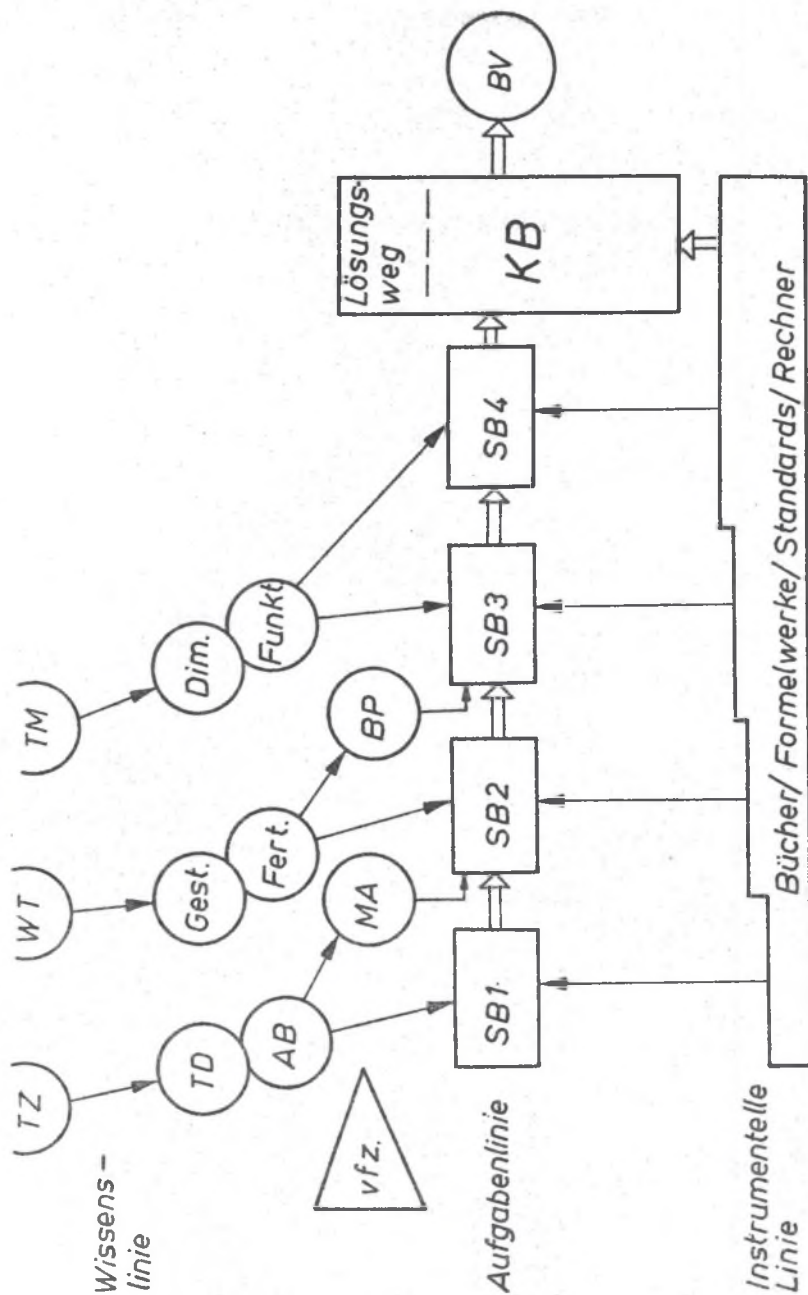 Wissens-
linie
TZ
WT
TM
TD
AB
Gest.
Fert.
Dim.
Funkt.
MA
BP
vfz.
Aufgabenlinie
SB1
SB2
SB3
SB4
Lösungs-
weg
KB
BV
Instrumentelle
Linie
Bücher/ Formelwerke/ Standards/ Rechner